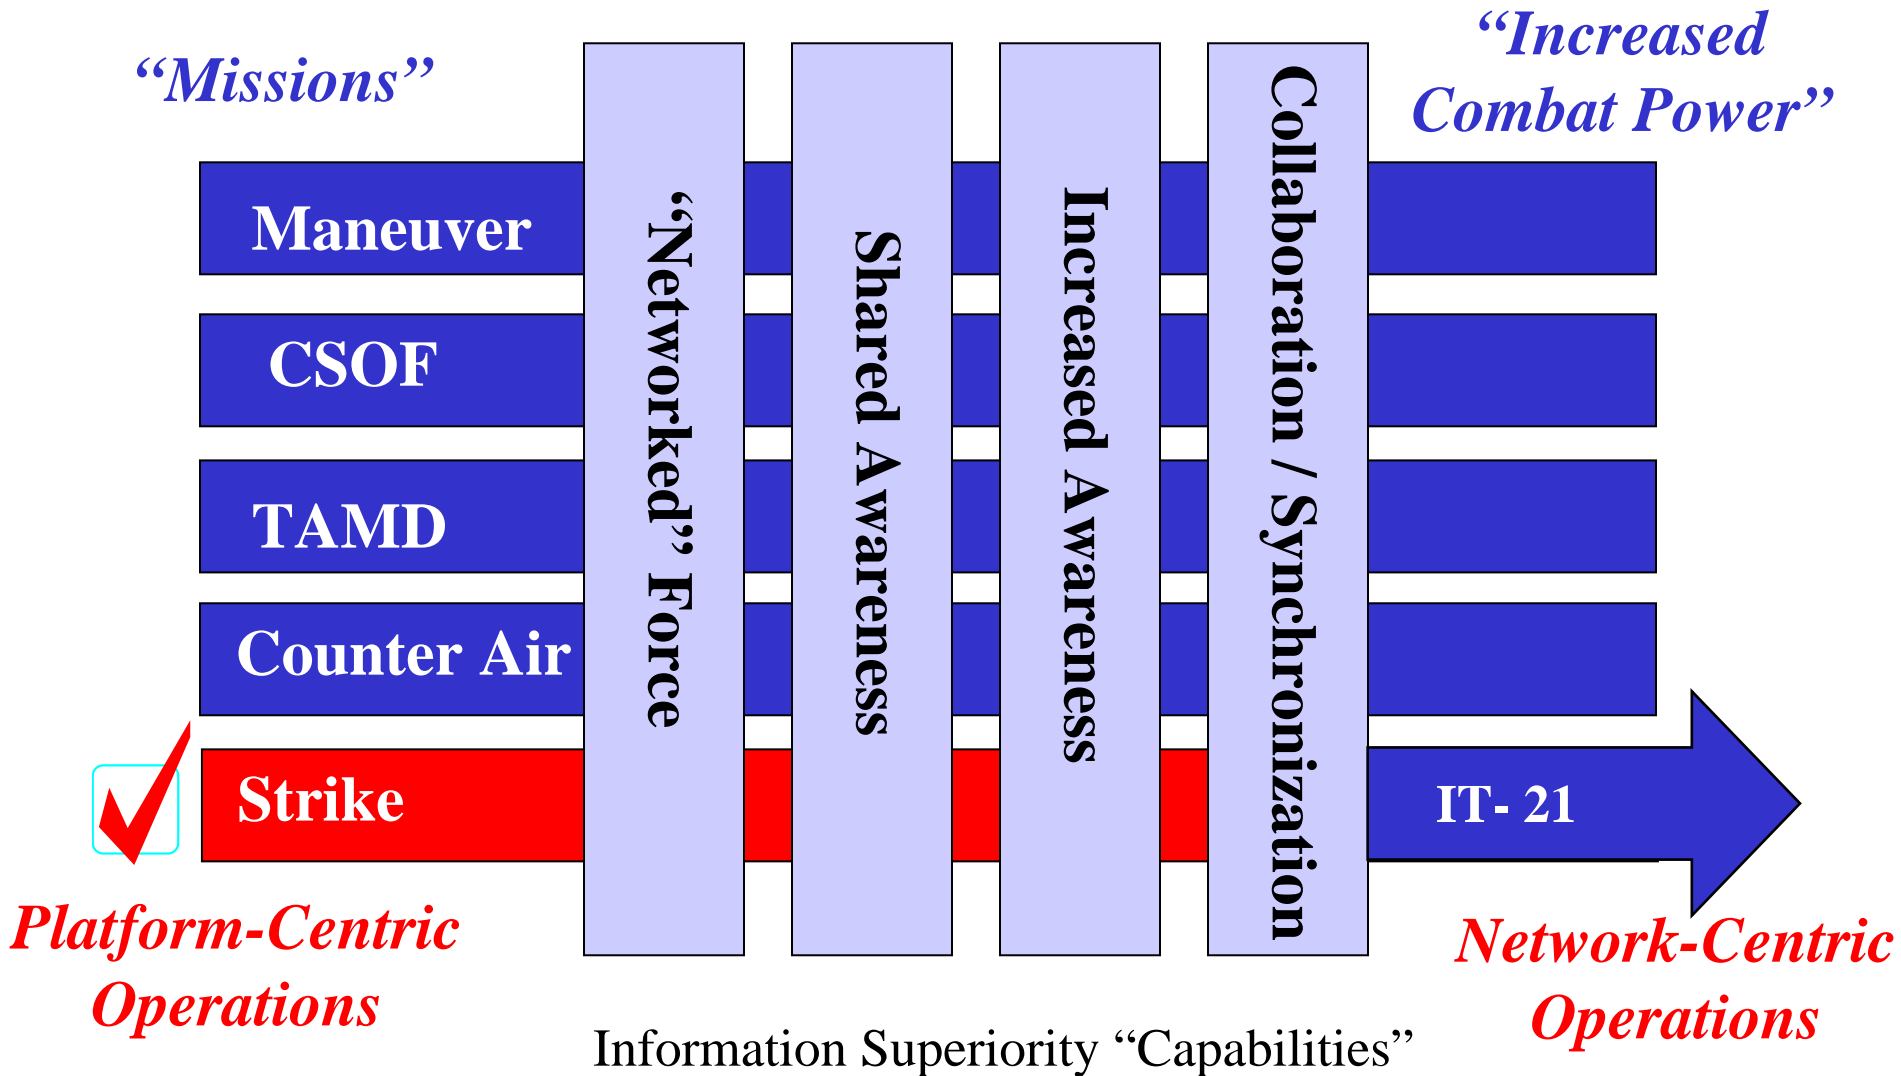 “Missions”
“Increased
Combat Power”
Maneuver
CSOF
TAMD
Counter Air
Strike
“Networked” Force
Shared Awareness
Increased Awareness
Collaboration / Synchronization
IT- 21
Platform-Centric
Operations
Network-Centric
Operations
Information Superiority “Capabilities”